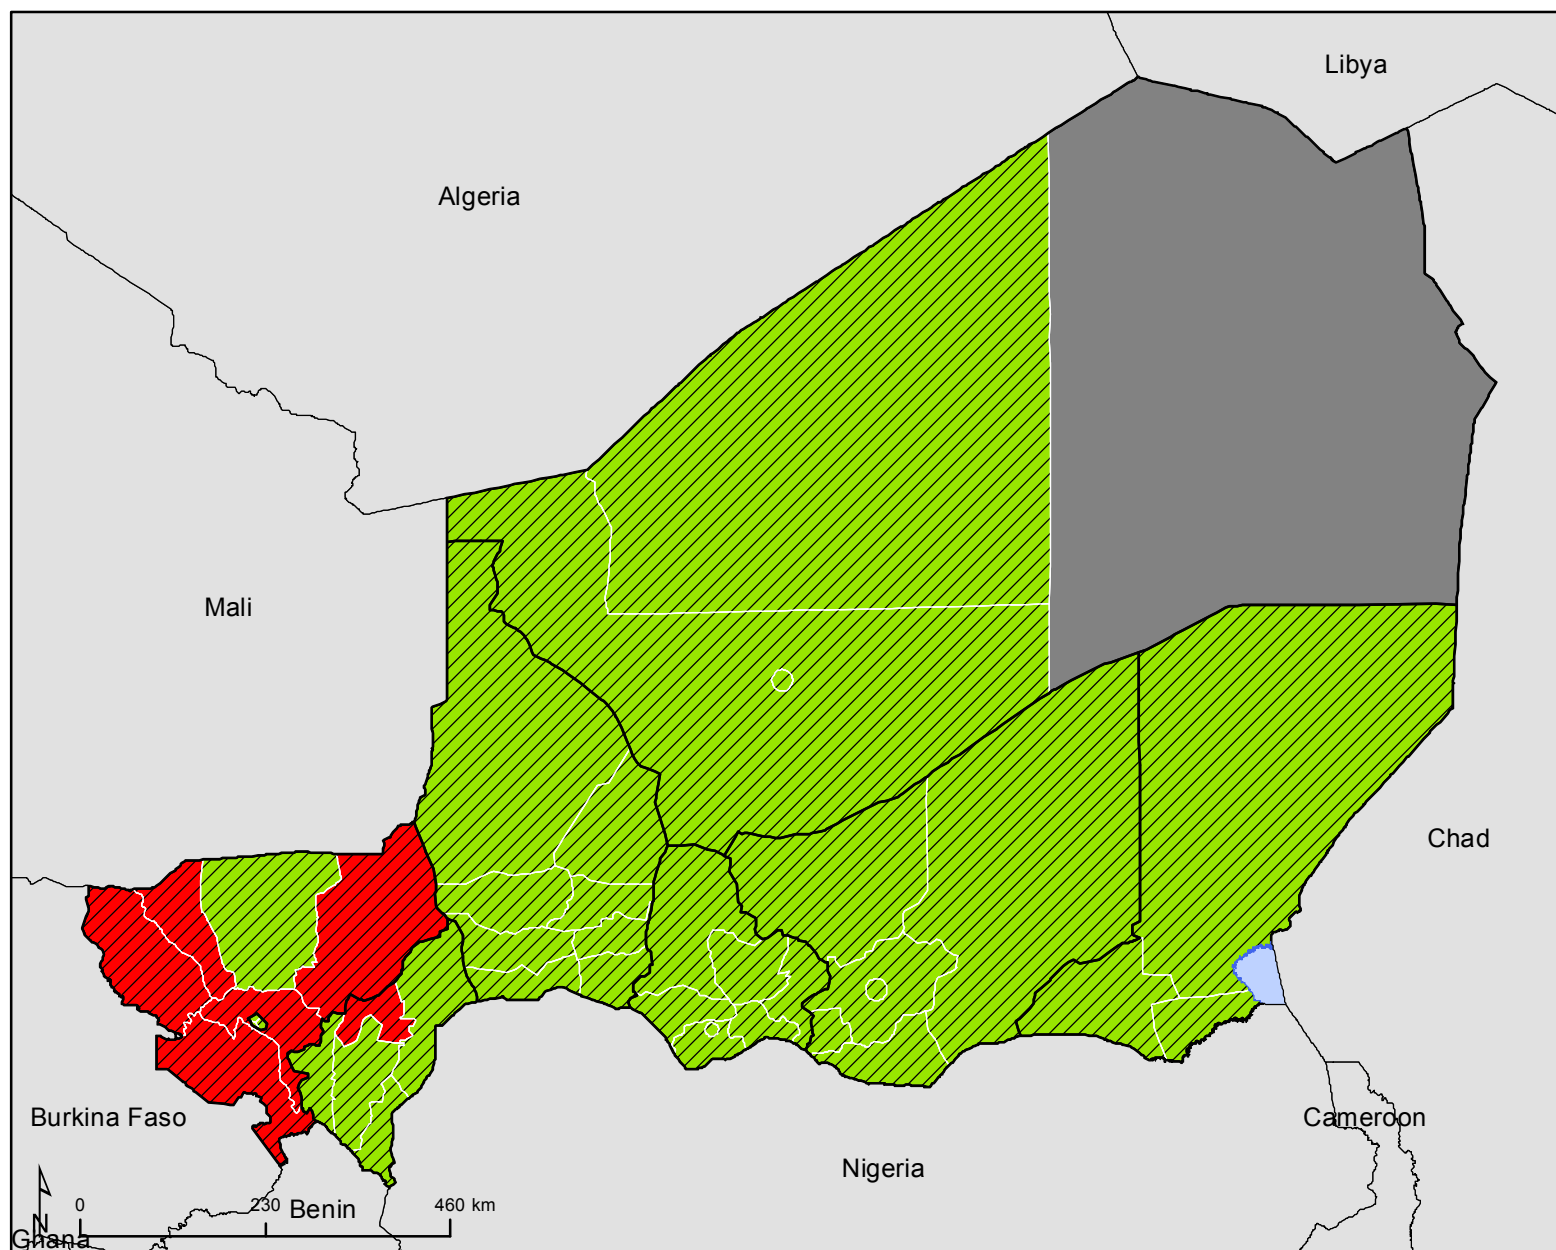 Libya
Algeria
Mali
Chad
Burkina Faso
Cameroon
Nigeria
0 230 460 km
Benin
N
Ghana